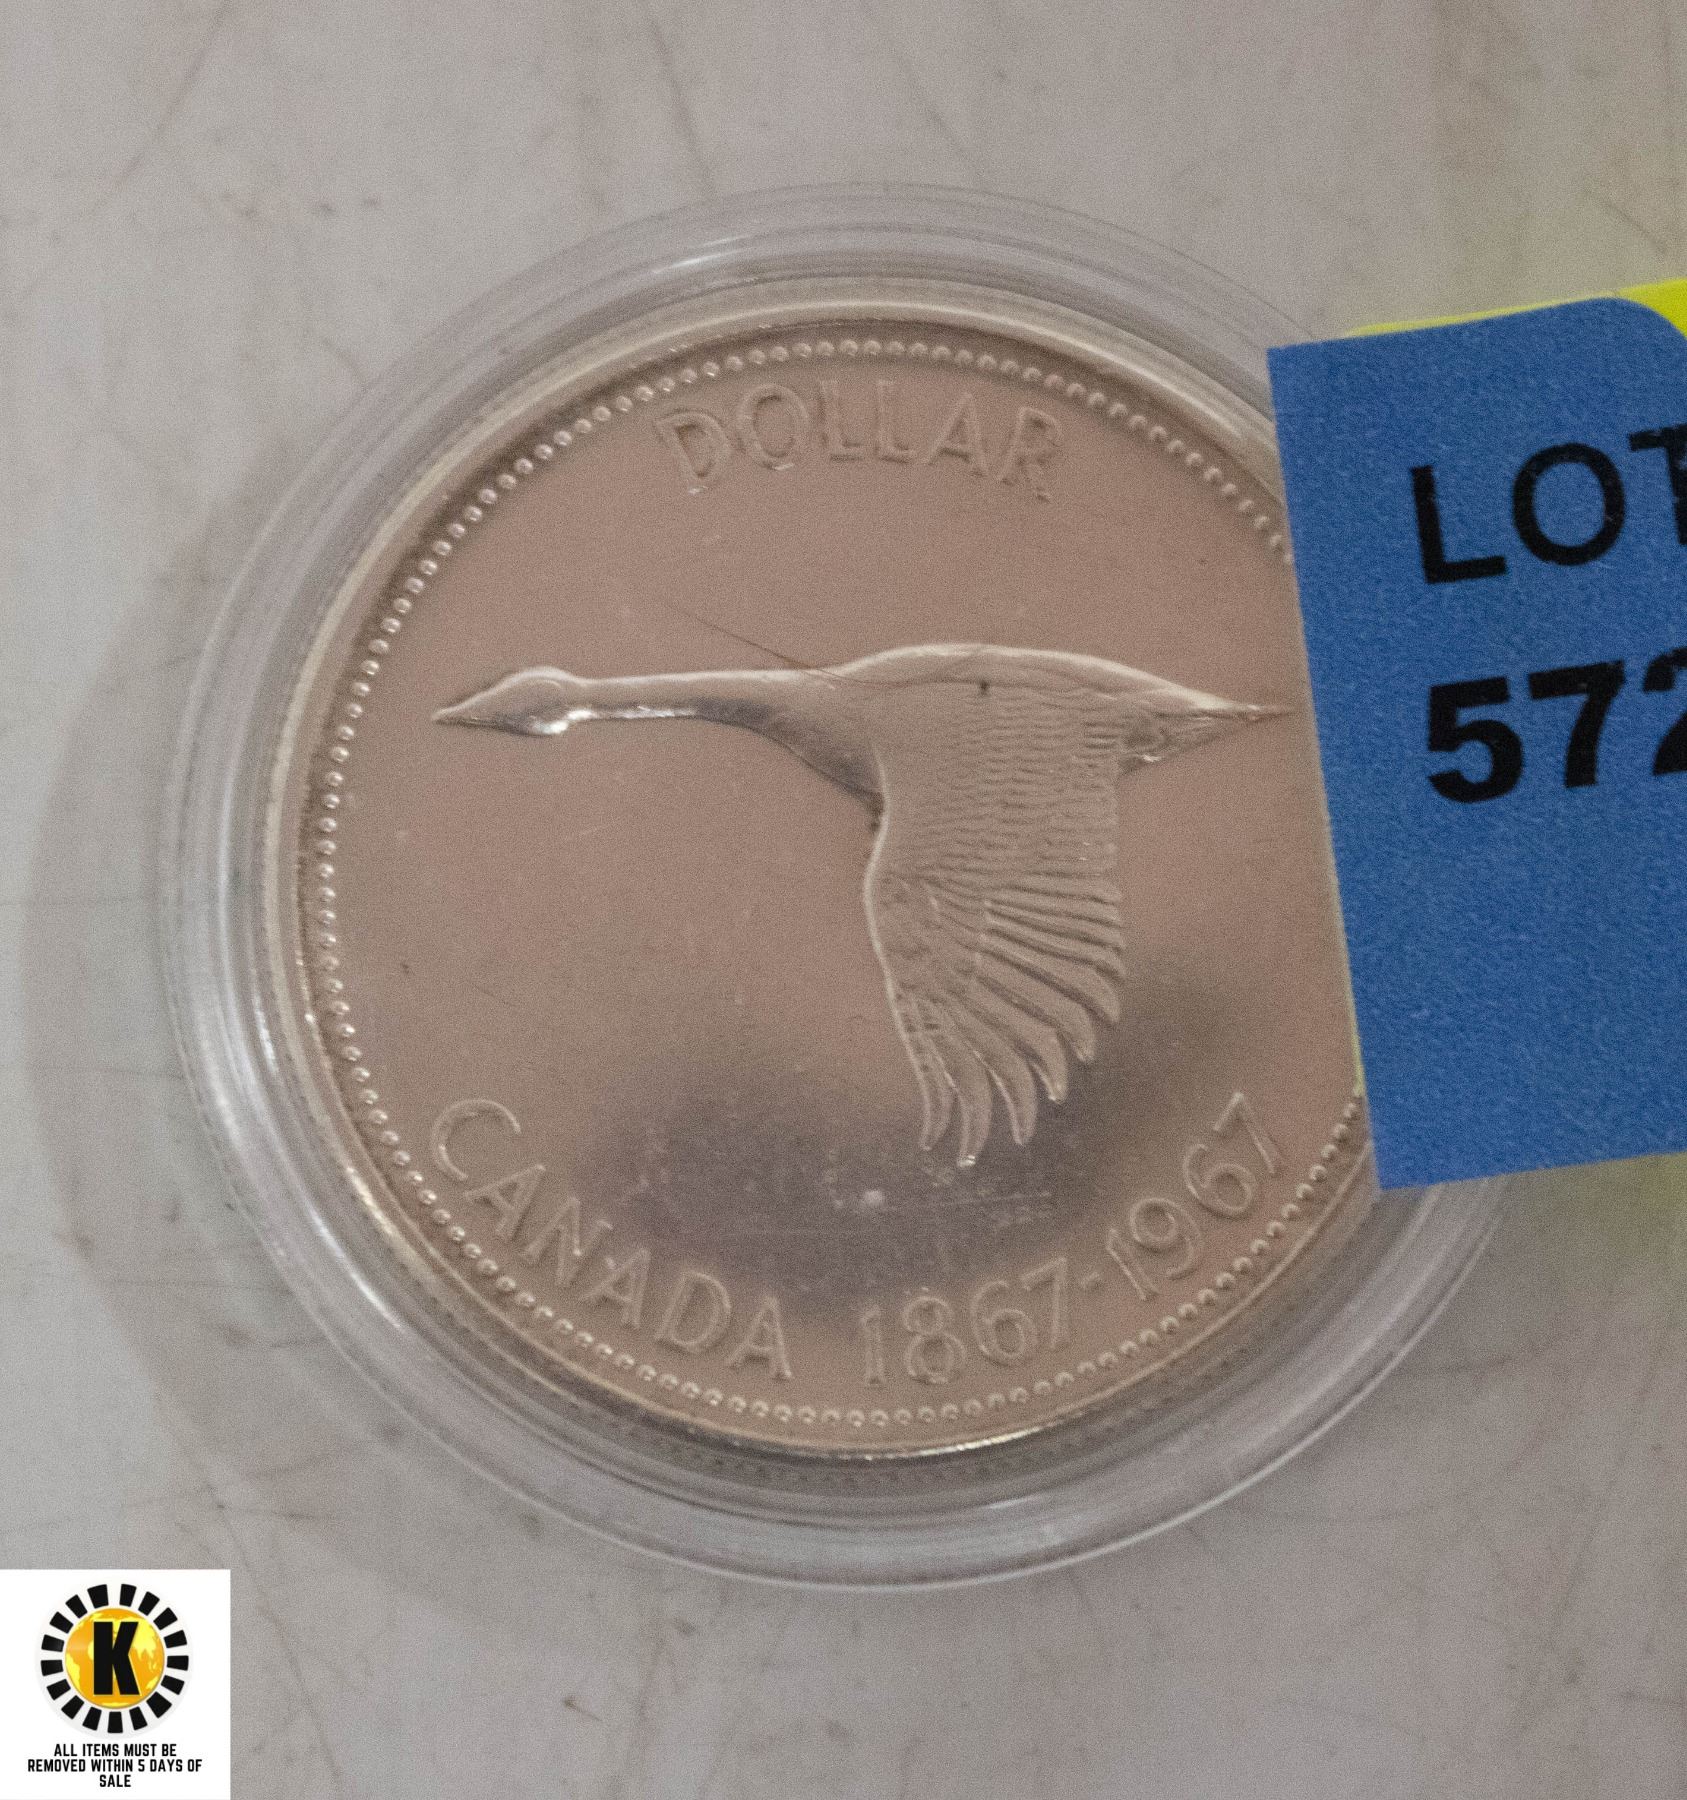 DOLLAR
CANADA 1867-1967
LOT
572
K
ALL ITEMS MUST BE
REMOVED WITHIN 5 DAYS OF
SALE